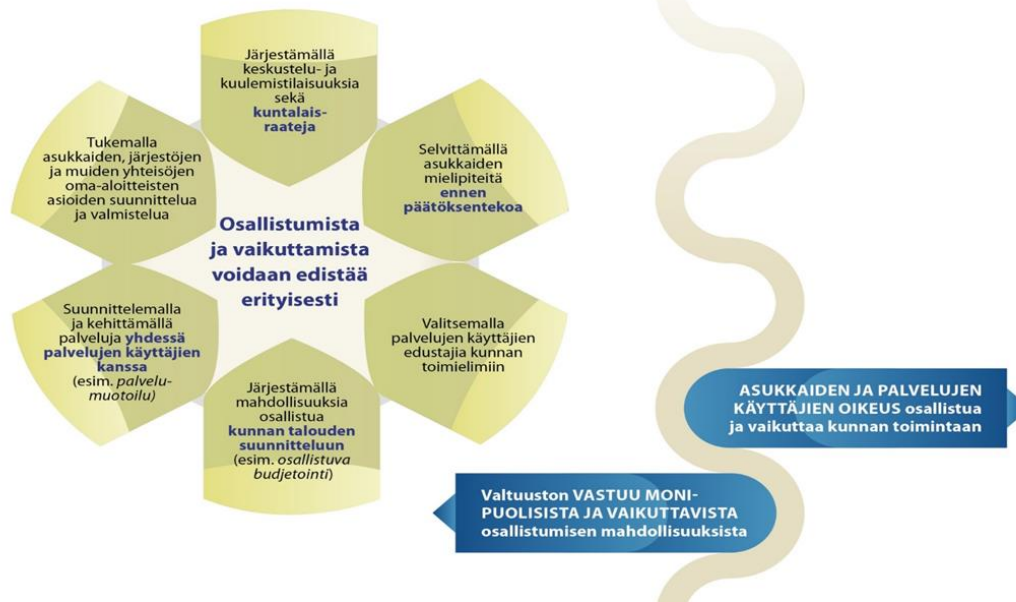 Järjestämällä
keskustelu- ja
kuulemistilaisuuksia
sekä
kuntalais-
raateja
Tukemalla
asukkaiden, järjestöjen
ja muiden yhteisöjen
oma-aloitteisten
asioiden suunnittelua
ja valmistelua
Selvittämällä
asukkaiden
mielipiteitä
ennen
päätöksentekoa
Osallistumista
ja vaikuttamista
voidaan edistää
erityisesti
Suunnittelemalla
ja kehittämällä
palveluja yhdessä
palvelujen käyttäjien
kanssa
(esim. palvelu-
muotoilu)
Järjestämällä
mahdollisuuksia
osallistua
kunnan talouden
suunnitteluun
(esim. osallistuva
budjetointi)
Valitsemalla
palvelujen käyttäjien
edustajia kunnan
toimielimiin
ASUKKAIDEN JA PALVELUJEN
KÄYTTÄJIEN OIKEUS osallistua
ja vaikuttaa kunnan toimintaan
Valtuuston VASTUU MONI-
PUOLISISTA JA VAIKUTTAVISTA
osallistumisen mahdollisuuksista